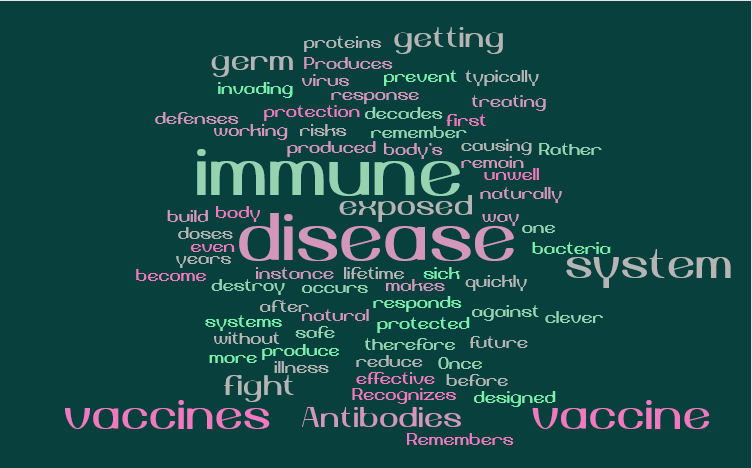 proteins getting
germ Produces
virus prevent typically
invading response
treating
defenses protection decades first
working risks remember
produced body's causing Rather
immune remain
unwell
naturally
exposed
build body way
doses disease one
even bacteria
years system
become instance lifetime sick quickly
destroy occurs makes
after responds
systems natural protected against clever
without safe
therefore future
more produce
illness reduce Once
fight effective before
Recognizes designed
vaccines Antibodies vaccine
Remembers